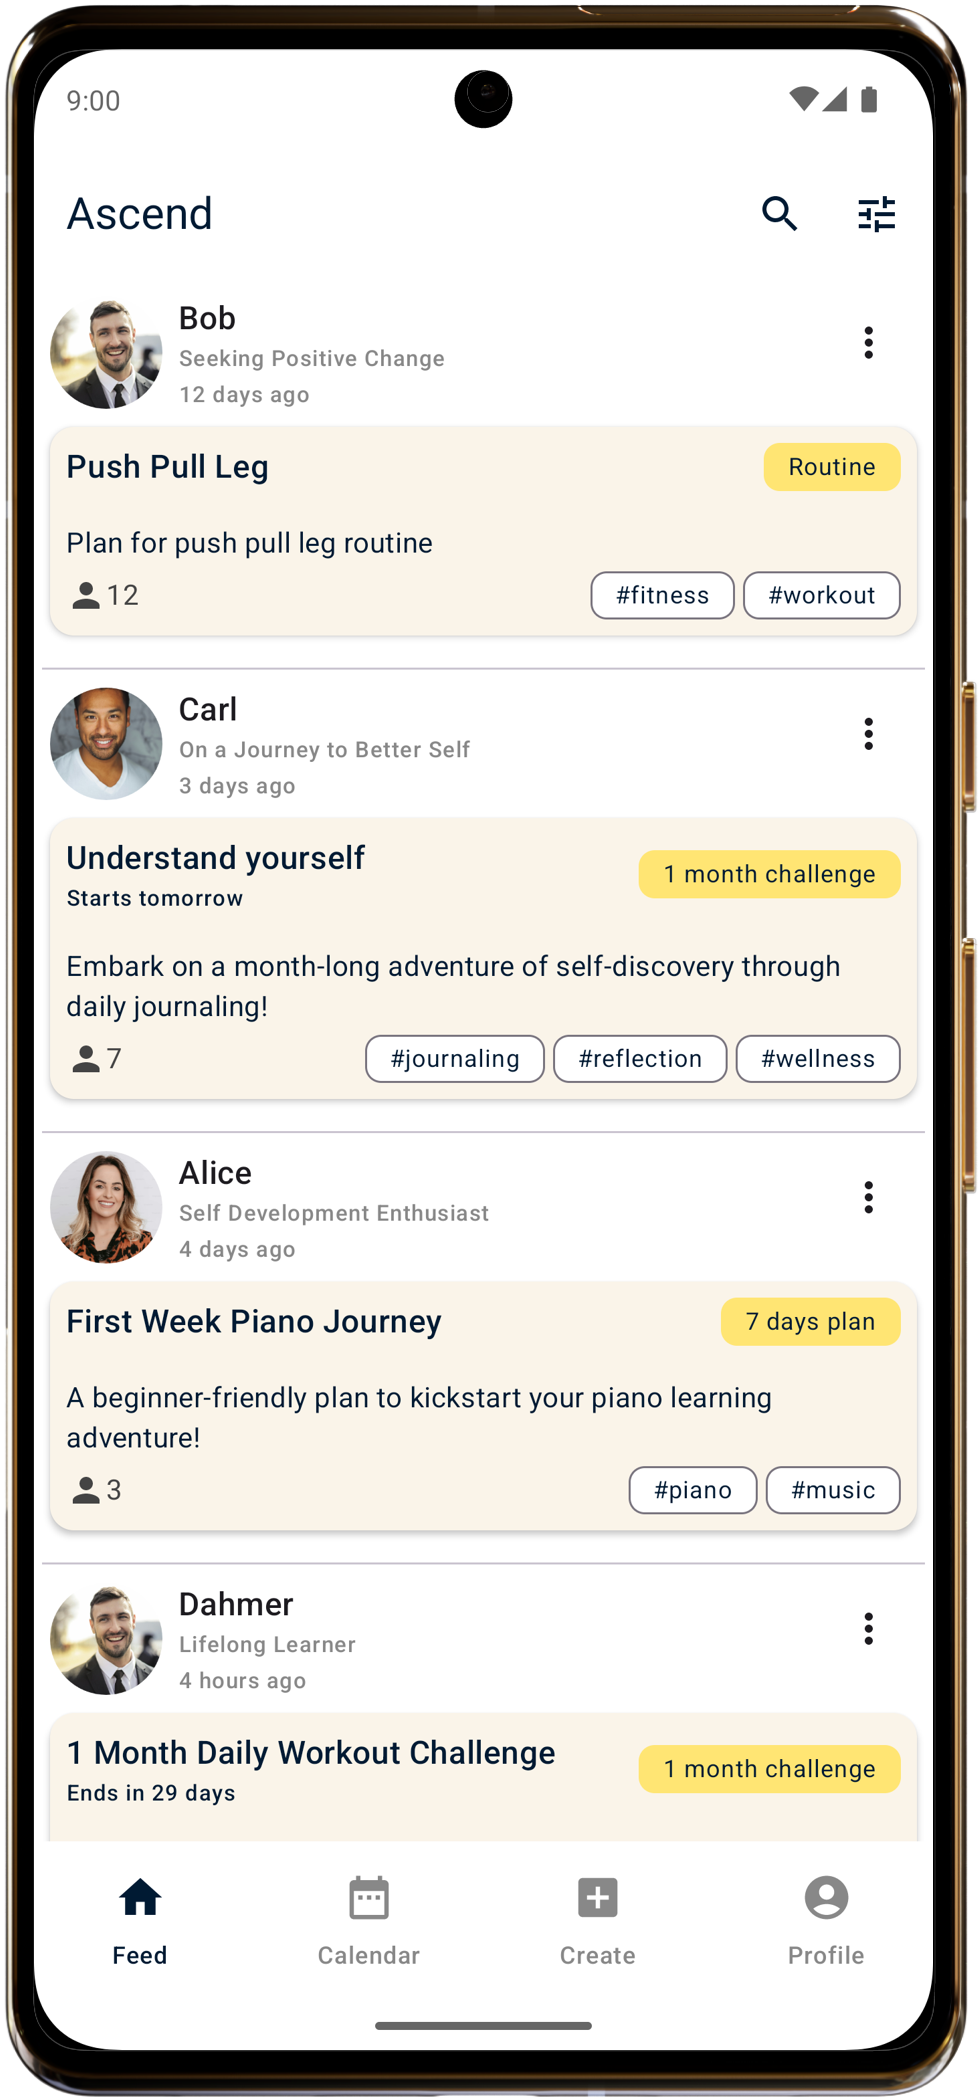 9:00
Ascend
Bob
Seeking Positive Change
12 days ago
Push Pull Leg
Routine
Plan for push pull leg routine
12
#fitness
#workout
Carl
On a Journey to Better Self
3 days ago
Understand yourself
1 month challenge
Starts tomorrow
Embark on a month-long adventure of self-discovery through
daily journaling!
7
#journaling
#reflection
#wellness
Alice
Self Development Enthusiast
4 days ago
First Week Piano Journey
7 days plan
A beginner-friendly plan to kickstart your piano learning
adventure!
3
#piano
#music
Dahmer
Lifelong Learner
4 hours ago
1 Month Daily Workout Challenge
1 month challenge
Ends in 29 days
Feed
Calendar
Create
Profile